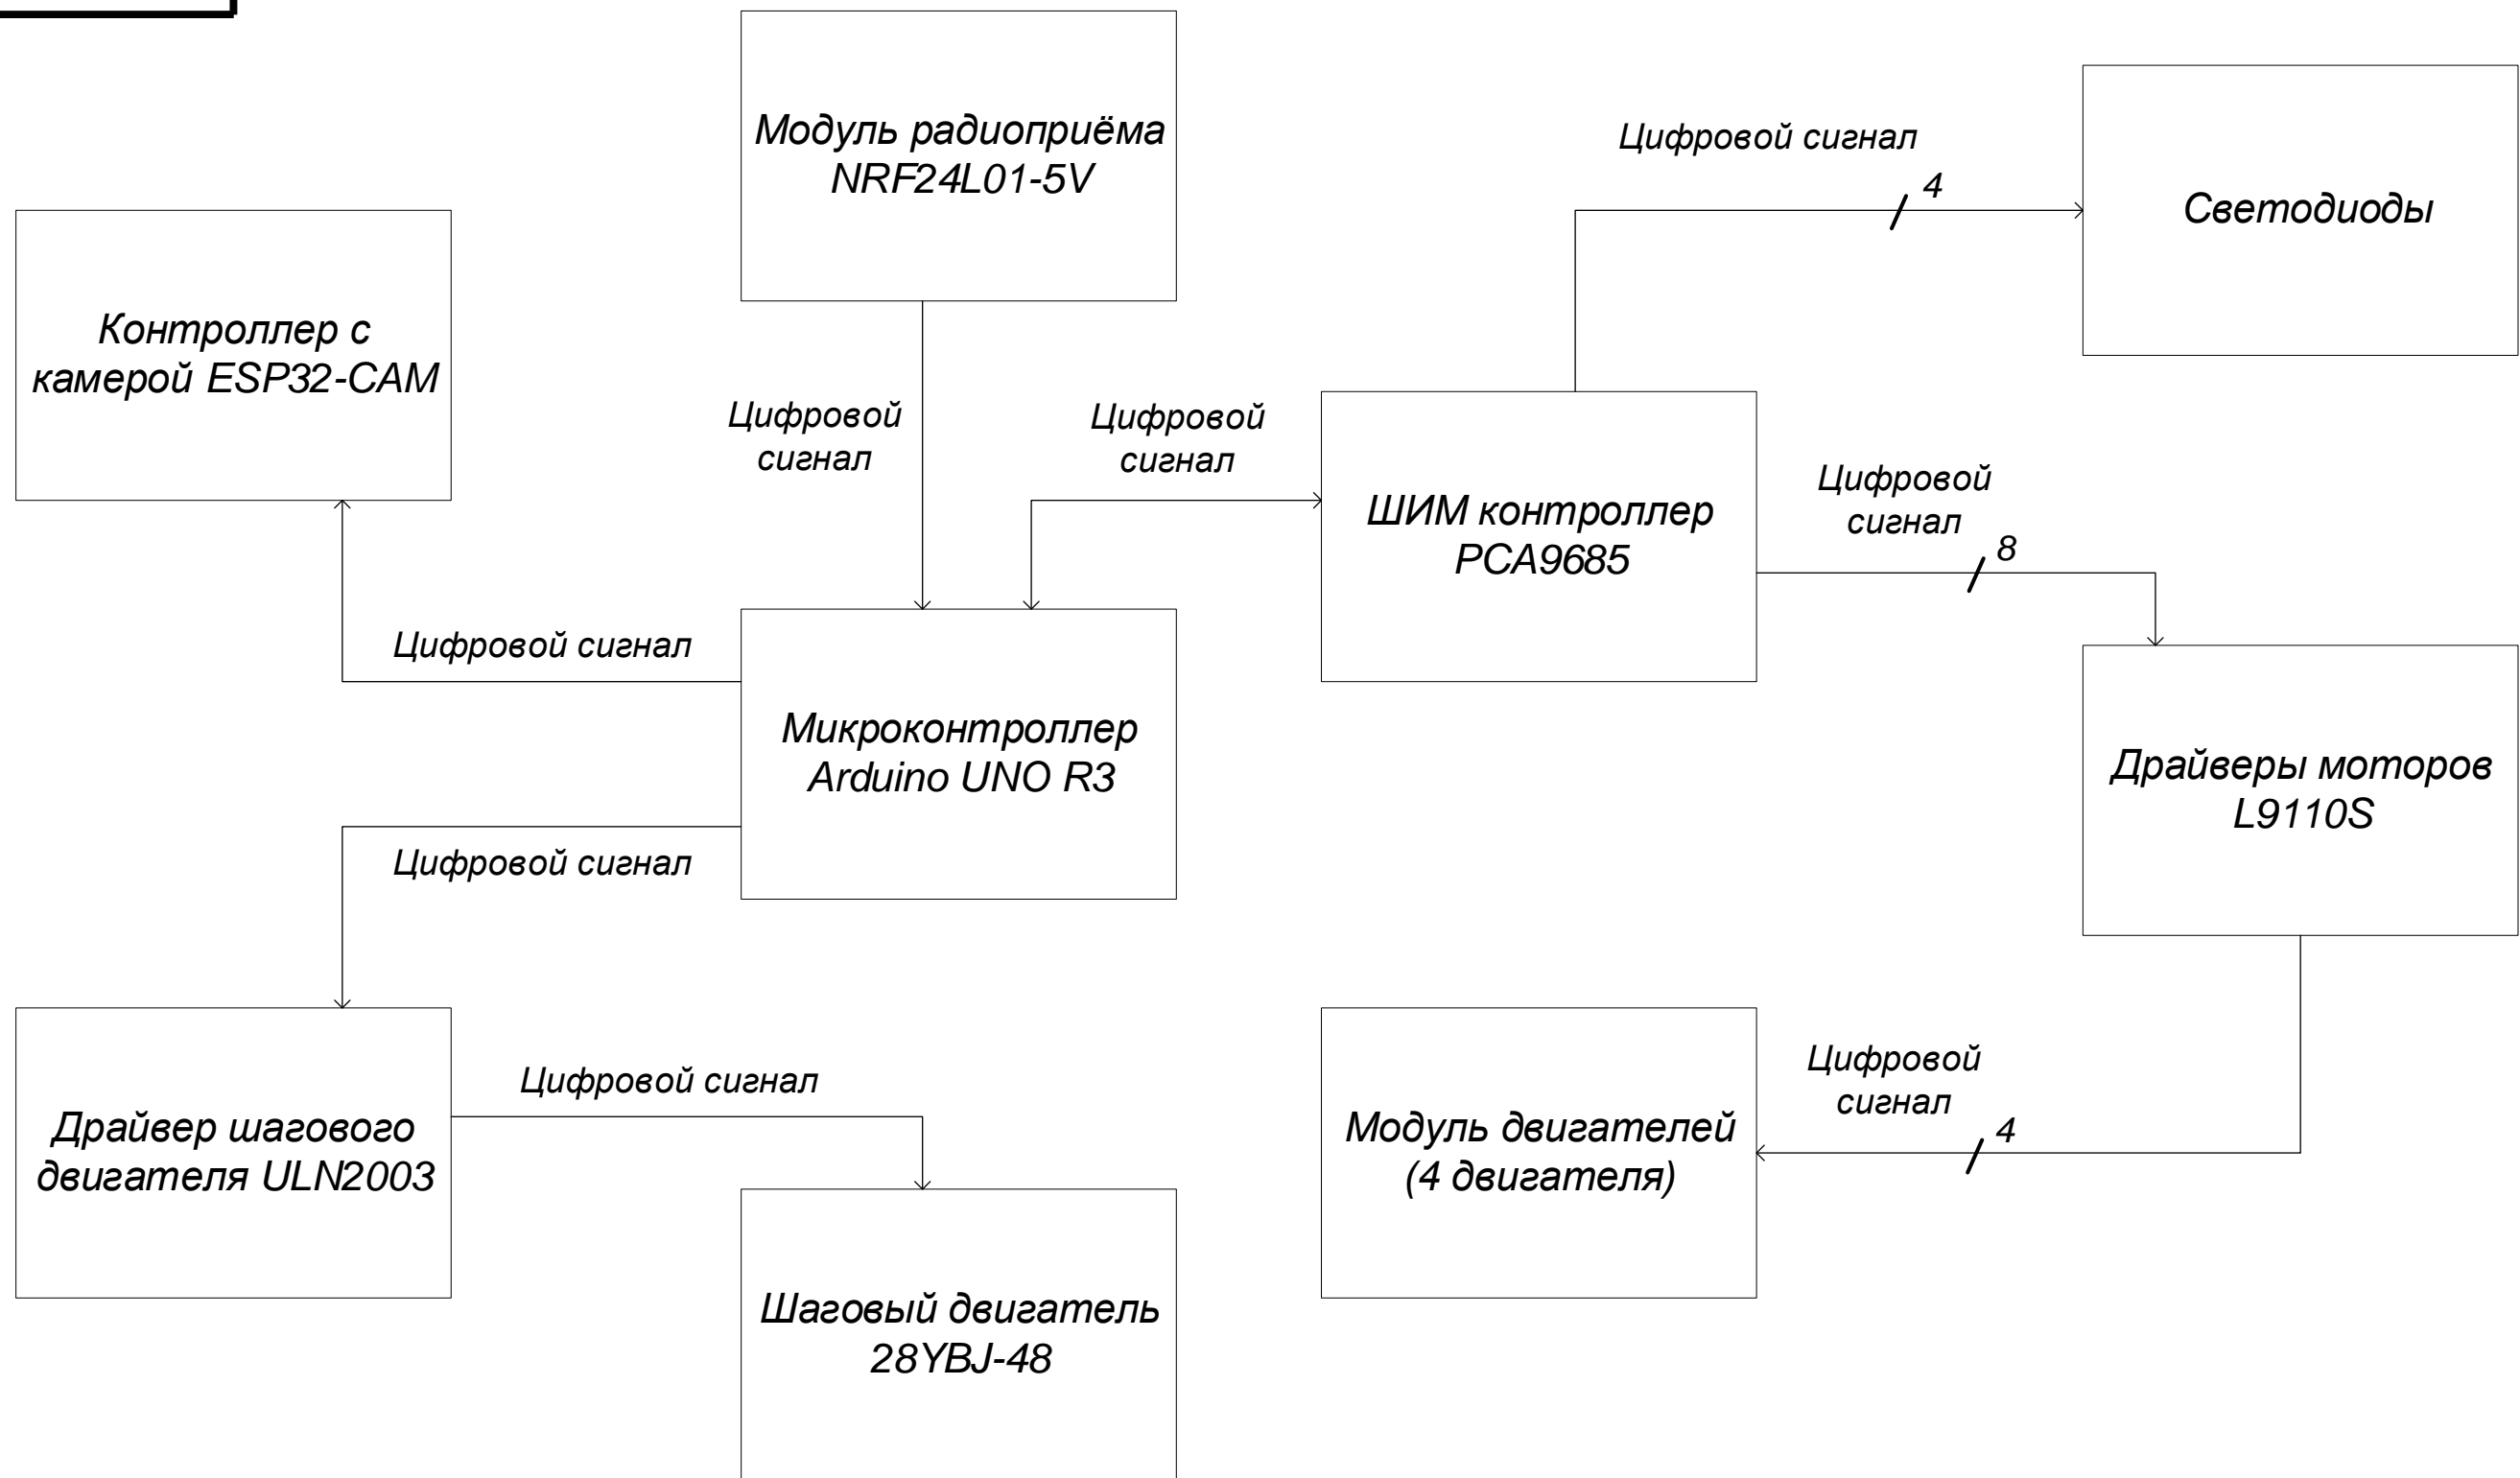 Модуль радиоприёма
NRF24L01-5V
Цифровой сигнал
4
Светодиоды
Контроллер с
камерой ESP32-CAM
Цифровой
сигнал
Цифровой
сигнал
ШИМ контроллер
PCA9685
Цифровой
сигнал
8
Цифровой сигнал
Микроконтроллер
Arduino UNO R3
Драйверы моторов
L9110S
Цифровой сигнал
Драйвер шагового
двигателя ULN2003
Цифровой сигнал
Модуль двигателей
(4 двигателя)
Цифровой
сигнал
4
Шаговый двигатель
28YBJ-48